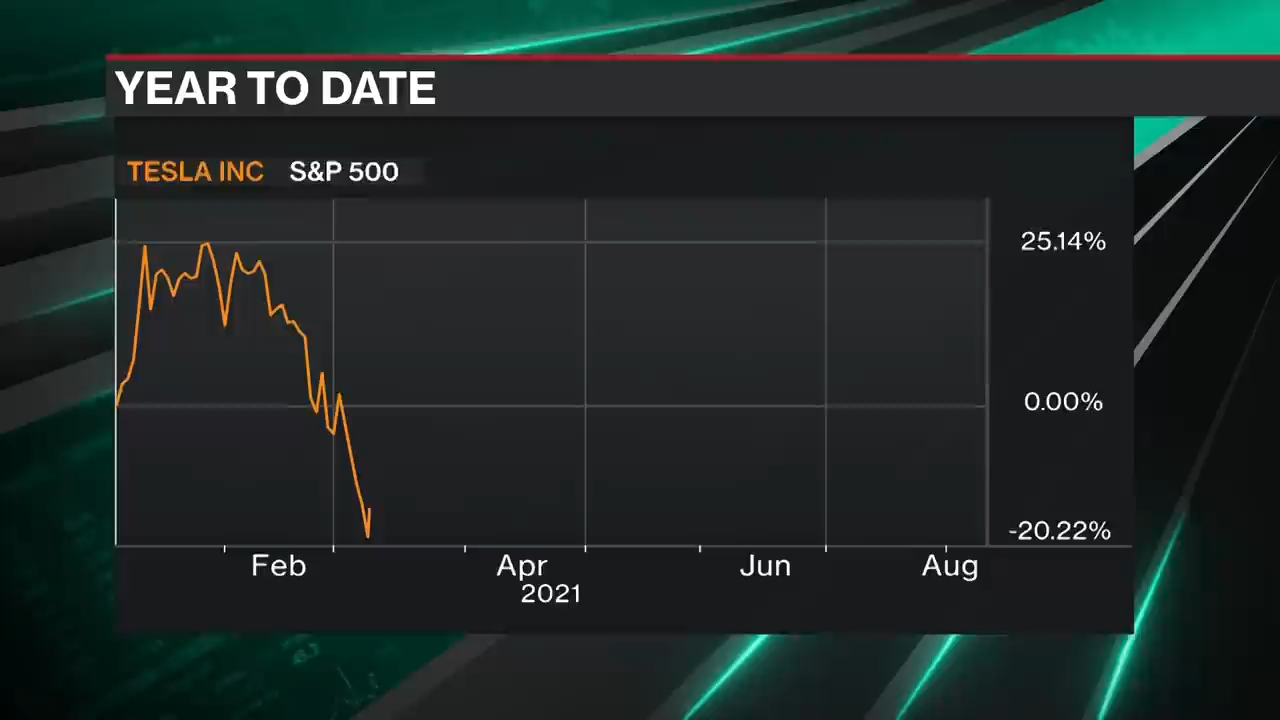 YEAR TO DATE
TESLA INC S&P 500
25.14%
0.00%
-20.22%
Feb Apr Jun Aug
2021